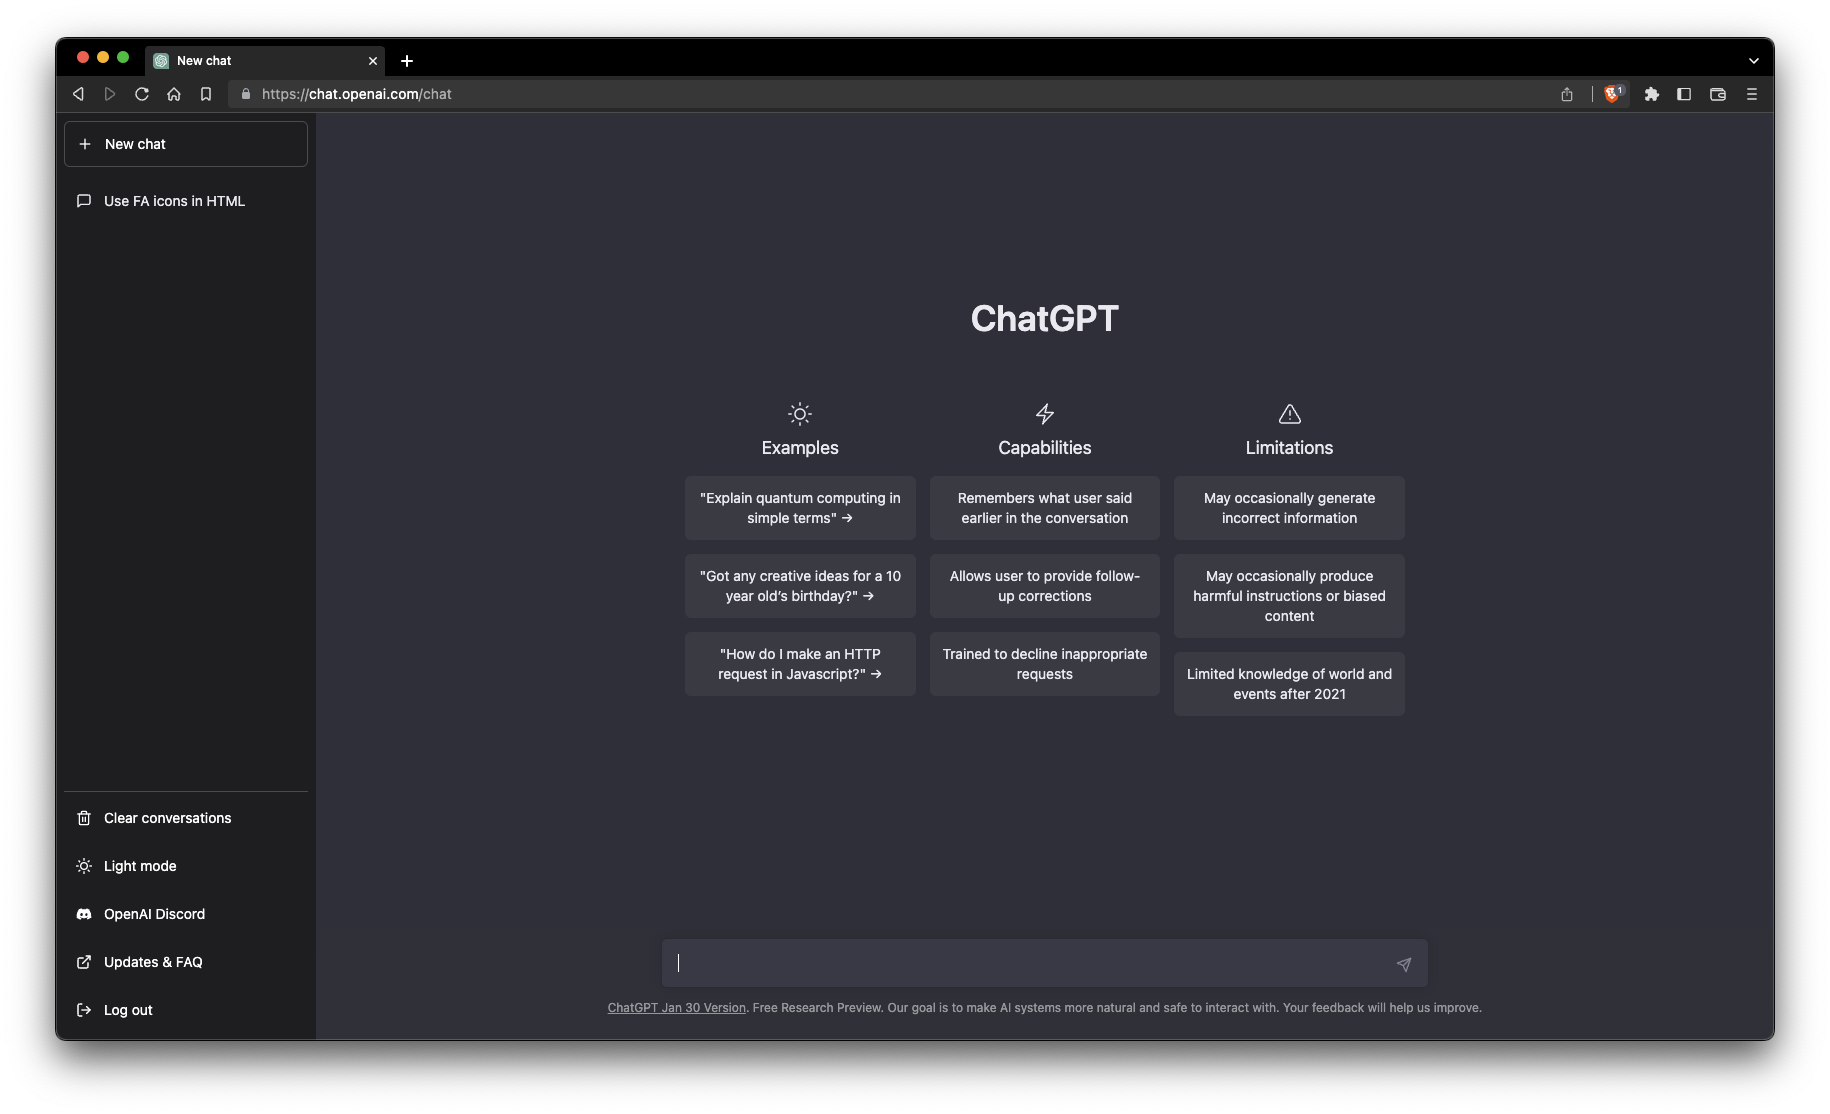 New chat
https://chat.openai.com/chat
1
New chat
Use FA icons in HTML
ChatGPT
Examples
"Explain quantum computing in
simple terms" →
"Got any creative ideas for a 10
year old’s birthday?" →
"How do I make an HTTP
request in Javascript?" →
Capabilities
Remembers what user said
earlier in the conversation
Allows user to provide follow-
up corrections
Trained to decline inappropriate
requests
Limitations
May occasionally generate
incorrect information
May occasionally produce
harmful instructions or biased
content
Limited knowledge of world and
events after 2021
Clear conversations
Light mode
OpenAI Discord
Updates & FAQ
Log out
ChatGPT Jan 30 Version. Free Research Preview. Our goal is to make AI systems more natural and safe to interact with. Your feedback will help us improve.